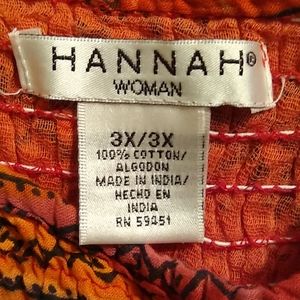 HANNAH®
WOMAN
3X/3X
100% COTTON/
ALGODON
MADE IN INDIA/
HECHO EN
INDIA
RN 59451